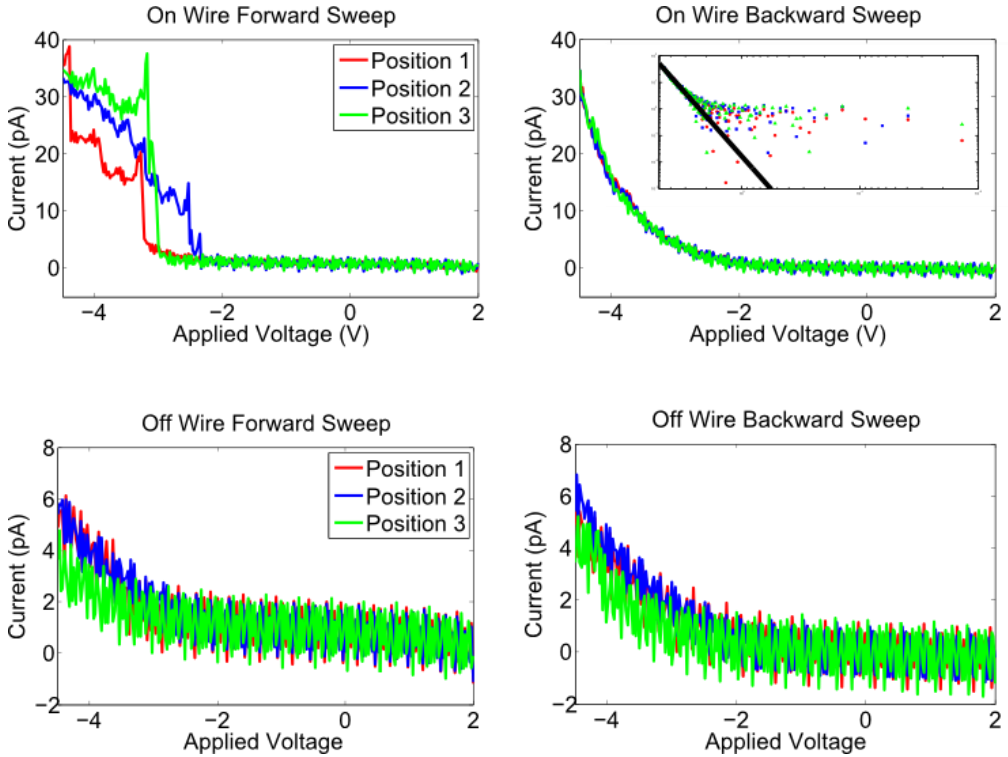 On Wire Forward Sweep
40
30
20
10
0
Current (pA)
Position 1
Position 2
Position 3
−4
−2
0
2
Applied Voltage (V)
On Wire Backward Sweep
40
30
20
10
0
Current (pA)
−4
−2
0
2
Applied Voltage (V)
Off Wire Forward Sweep
8
6
4
2
0
−2
Current (pA)
Position 1
Position 2
Position 3
−4
−2
0
2
Applied Voltage
Off Wire Backward Sweep
8
6
4
2
0
−2
Current (pA)
−4
−2
0
2
Applied Voltage